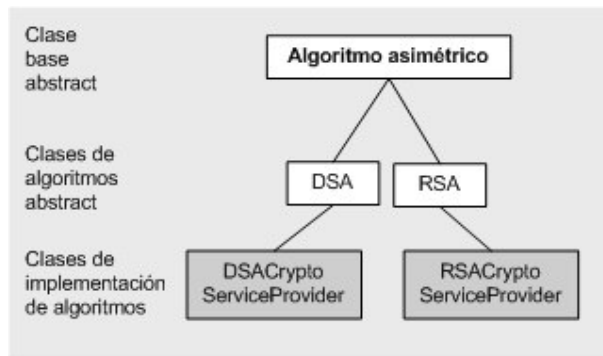 Clase
base
abstract
Algoritmo asimétrico
Clases de
algoritmos
abstract
DSA
RSA
Clases de
implementación
de algoritmos
DSACrypto
ServiceProvider
RSACrypto
ServiceProvider